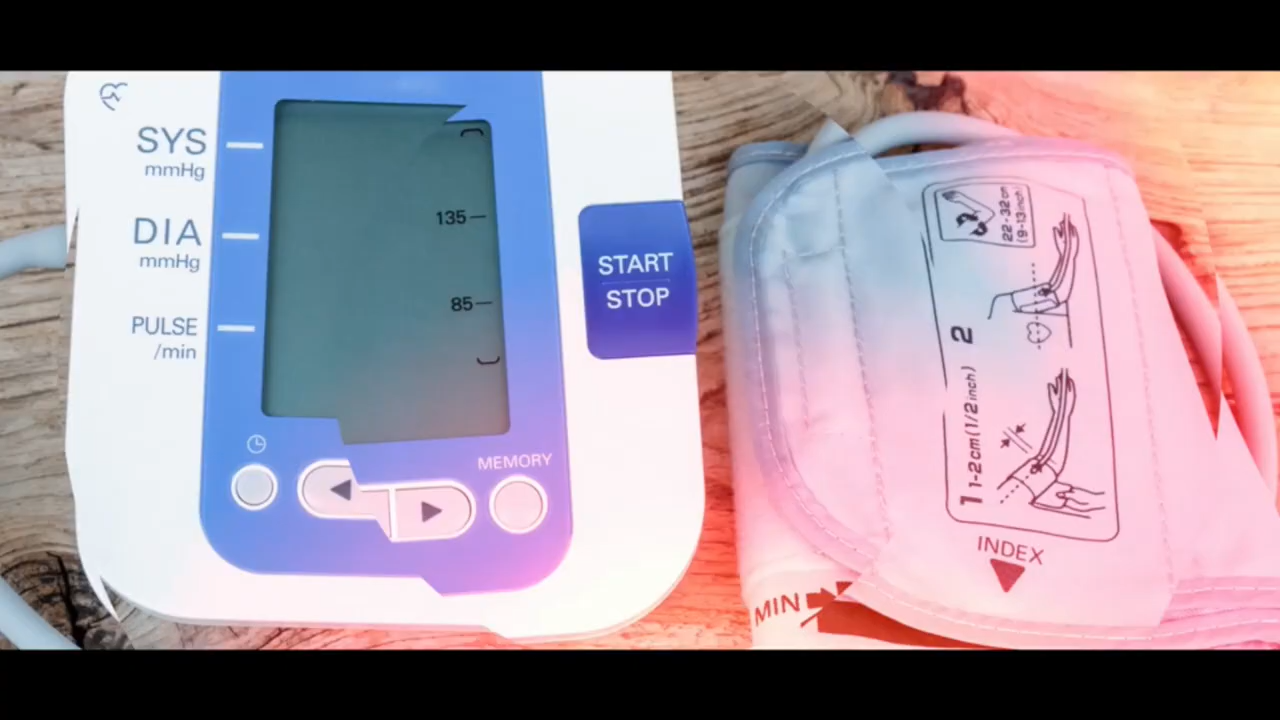 SYS
mmHg
DIA
mmHg
PULSE
/min
135
85
START
STOP
MEMORY
22-32cm
(9-13inch)
2
1 1-2cm(1/2inch)
INDEX
MIN